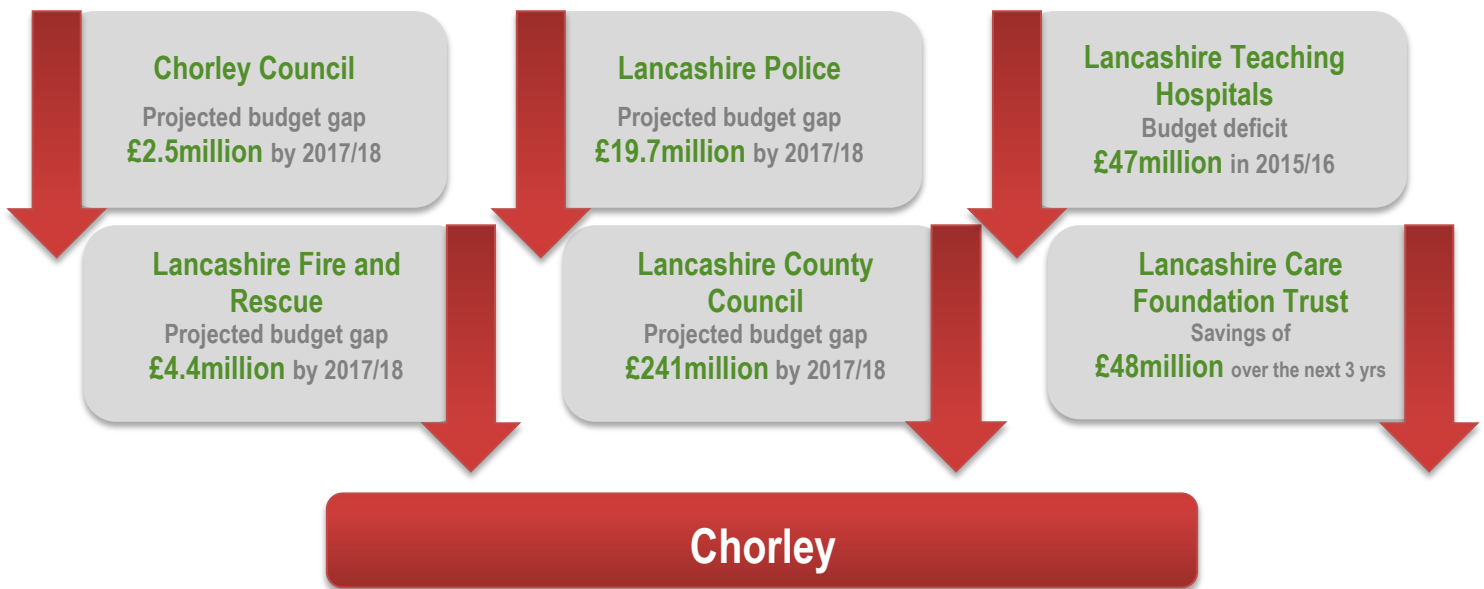 Chorley Council
Projected budget gap
£2.5million by 2017/18
Lancashire Police
Projected budget gap
£19.7million by 2017/18
Lancashire Teaching
Hospitals
Budget deficit
£47million in 2015/16
Lancashire Fire and
Rescue
Projected budget gap
£4.4million by 2017/18
Lancashire County
Council
Projected budget gap
£241million by 2017/18
Lancashire Care
Foundation Trust
Savings of
£48million over the next 3 yrs
Chorley